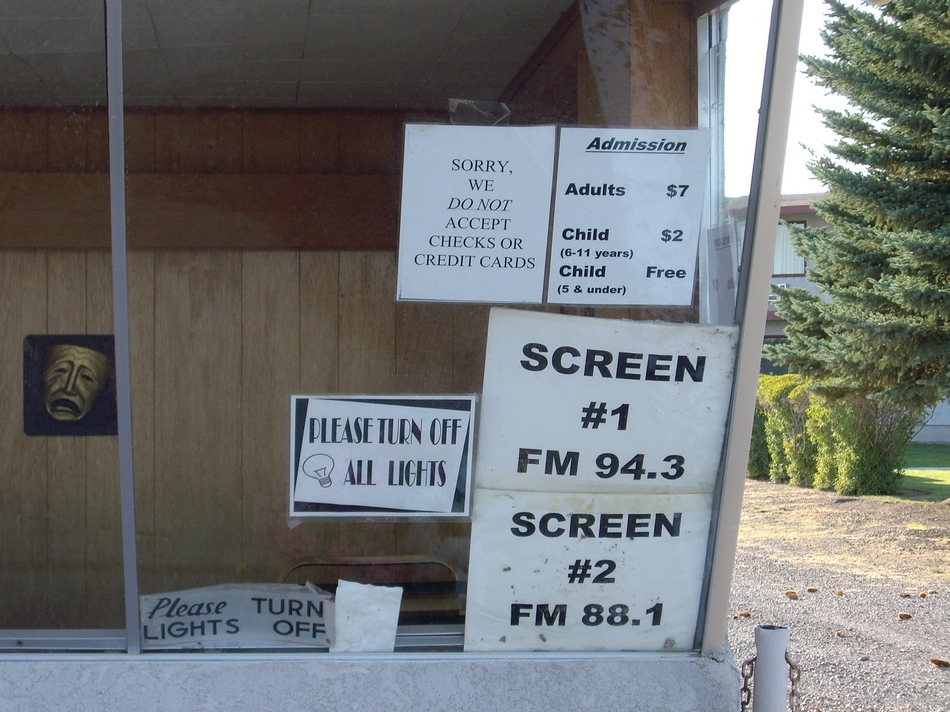 SORRY,
WE
DO NOT
ACCEPT
CHECKS OR
CREDIT CARDS
Admission
Adults $7
Child $2
(6-11 years)
Child Free
(5 & under)
SCREEN
#1
FM 94.3
PLEASE TURN OFF
ALL LIGHTS
SCREEN
#2
FM 88.1
Please TURN
LIGHTS OFF